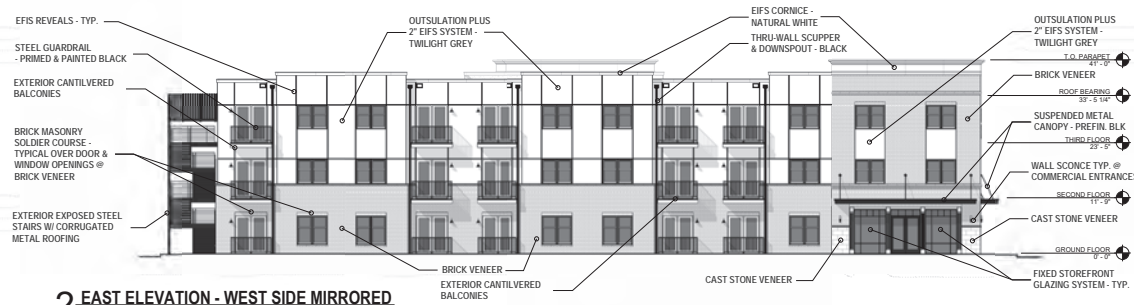 EFIS REVEALS - TYP.
STEEL GUARDRAIL
- PRIMED & PAINTED BLACK
EXTERIOR CANTILVERED
BALCONIES
BRICK MASONRY
SOLDIER COURSE -
TYPICAL OVER DOOR &
WINDOW OPENINGS @
BRICK VENEER
EXTERIOR EXPOSED STEEL
STAIRS W/ CORRUGATED
METAL ROOFING
OUTSULATION PLUS
2" EIFS SYSTEM -
TWILIGHT GREY
EIFS CORNICE -
NATURAL WHITE
THRU-WALL SCUPPER
& DOWNSPOUT - BLACK
OUTSULATION PLUS
2" EIFS SYSTEM -
TWILIGHT GREY
T.O. PARAPET
41' - 0"
BRICK VENEER
ROOF BEARING
33' - 5 1/4"
SUSPENDED METAL
CANOPY - PREFIN. BLK
THIRD FLOOR
23' - 5"
WALL SCONCE TYP. @
COMMERCIAL ENTRANCES
SECOND FLOOR
11' - 9"
CAST STONE VENEER
GROUND FLOOR
0' - 0"
FIXED STOREFRONT
GLAZING SYSTEM - TYP.
BRICK VENEER
EXTERIOR CANTILVERED
BALCONIES
CAST STONE VENEER
2 EAST ELEVATION - WEST SIDE MIRRORED